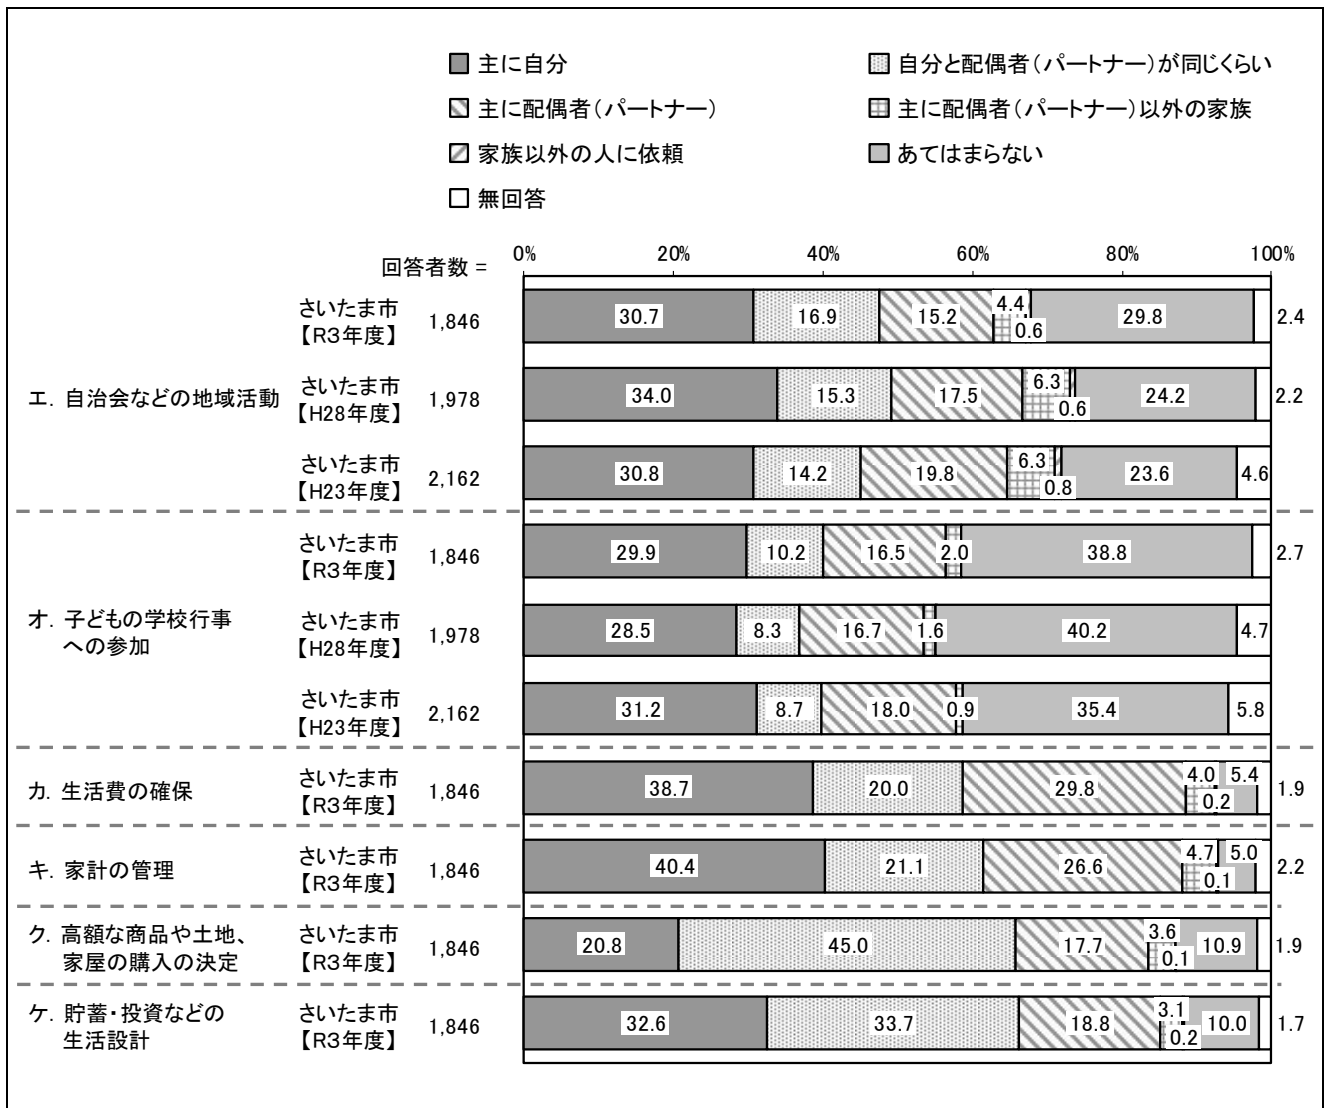 主に自分
自分と配偶者（パートナー）が同じくらい
主に配偶者（パートナー）
主に配偶者（パートナー）以外の家族
家族以外の人に依頼
あてはまらない
無回答
回答者数 =
0% 20% 40% 60% 80% 100%
エ. 自治会などの地域活動
さいたま市
【R3年度】 1,846 30.7 16.9 15.2 4.4 0.6 29.8 2.4
さいたま市
【H28年度】 1,978 34.0 15.3 17.5 6.3 0.6 24.2 2.2
さいたま市
【H23年度】 2,162 30.8 14.2 19.8 6.3 0.8 23.6 4.6
オ. 子どもの学校行事
への参加
さいたま市
【R3年度】 1,846 29.9 10.2 16.5 2.0 38.8 2.7
さいたま市
【H28年度】 1,978 28.5 8.3 16.7 1.6 40.2 4.7
さいたま市
【H23年度】 2,162 31.2 8.7 18.0 0.9 35.4 5.8
カ. 生活費の確保
さいたま市
【R3年度】 1,846 38.7 20.0 29.8 4.0 0.2 5.4 1.9
キ. 家計の管理
さいたま市
【R3年度】 1,846 40.4 21.1 26.6 4.7 0.1 5.0 2.2
ク. 高額な商品や土地、
家屋の購入の決定
さいたま市
【R3年度】 1,846 20.8 45.0 17.7 3.6 0.1 10.9 1.9
ケ. 貯蓄・投資などの
生活設計
さいたま市
【R3年度】 1,846 32.6 33.7 18.8 3.1 0.2 10.0 1.7